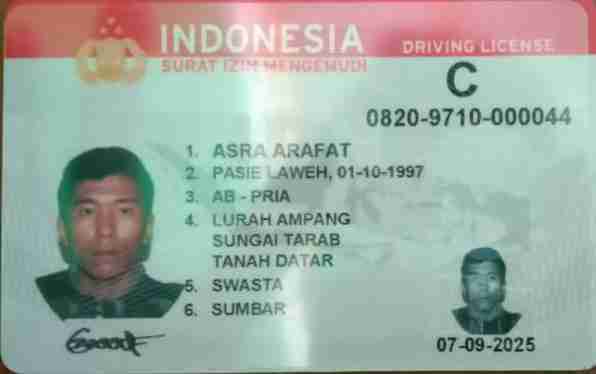 INDONESIA
SURAT IZIN MENGEMUDI
DRIVING LICENSE
C
0820-9710-000044
1. ASRA ARAFAT
2. PASIE LAWEH, 01-10-1997
3. AB - PRIA
4. LURAH AMPANG
SUNGAI TARAB
TANAH DATAR
5. SWASTA
6. SUMBAR
07-09-2025